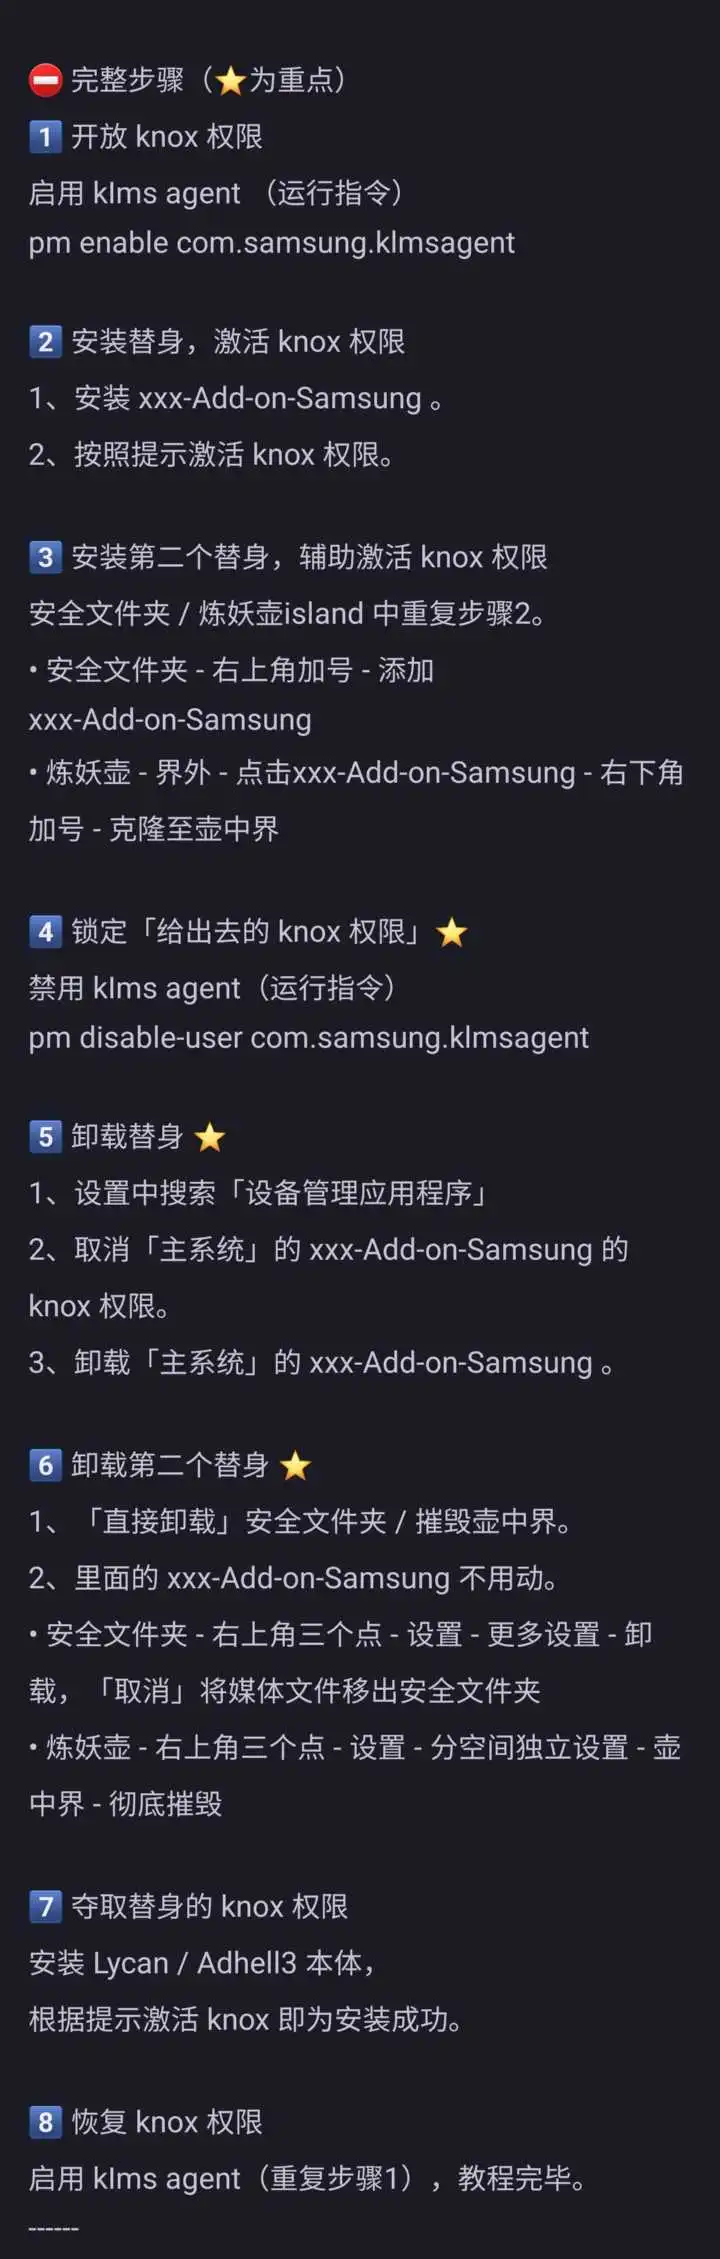 ⛔ 完整步骤（⭐为重点）
1️⃣ 开放 knox 权限
启用 klms agent （运行指令）
pm enable com.samsung.klmsagent
2️⃣ 安装替身，激活 knox 权限
1、安装 xxx-Add-on-Samsung 。
2、按照提示激活 knox 权限。
3️⃣ 安装第二个替身，辅助激活 knox 权限
安全文件夹 / 炼妖壶island 中重复步骤2。
• 安全文件夹 - 右上角加号 - 添加
xxx-Add-on-Samsung
• 炼妖壶 - 界外 - 点击xxx-Add-on-Samsung - 右下角
加号 - 克隆至壶中界
4️⃣ 锁定「给出去的 knox 权限」⭐
禁用 klms agent（运行指令）
pm disable-user com.samsung.klmsagent
5️⃣ 卸载替身 ⭐
1、设置中搜索「设备管理应用程序」
2、取消「主系统」的 xxx-Add-on-Samsung 的
knox 权限。
3、卸载「主系统」的 xxx-Add-on-Samsung 。
6️⃣ 卸载第二个替身 ⭐
1、「直接卸载」安全文件夹 / 摧毁壶中界。
2、里面的 xxx-Add-on-Samsung 不用动。
• 安全文件夹 - 右上角三个点 - 设置 - 更多设置 - 卸
载，「取消」将媒体文件移出安全文件夹
• 炼妖壶 - 右上角三个点 - 设置 - 分空间独立设置 - 壶
中界 - 彻底摧毁
7️⃣ 夺取替身的 knox 权限
安装 Lycan / Adhell3 本体，
根据提示激活 knox 即为安装成功。
8️⃣ 恢复 knox 权限
启用 klms agent（重复步骤1），教程完毕。
------